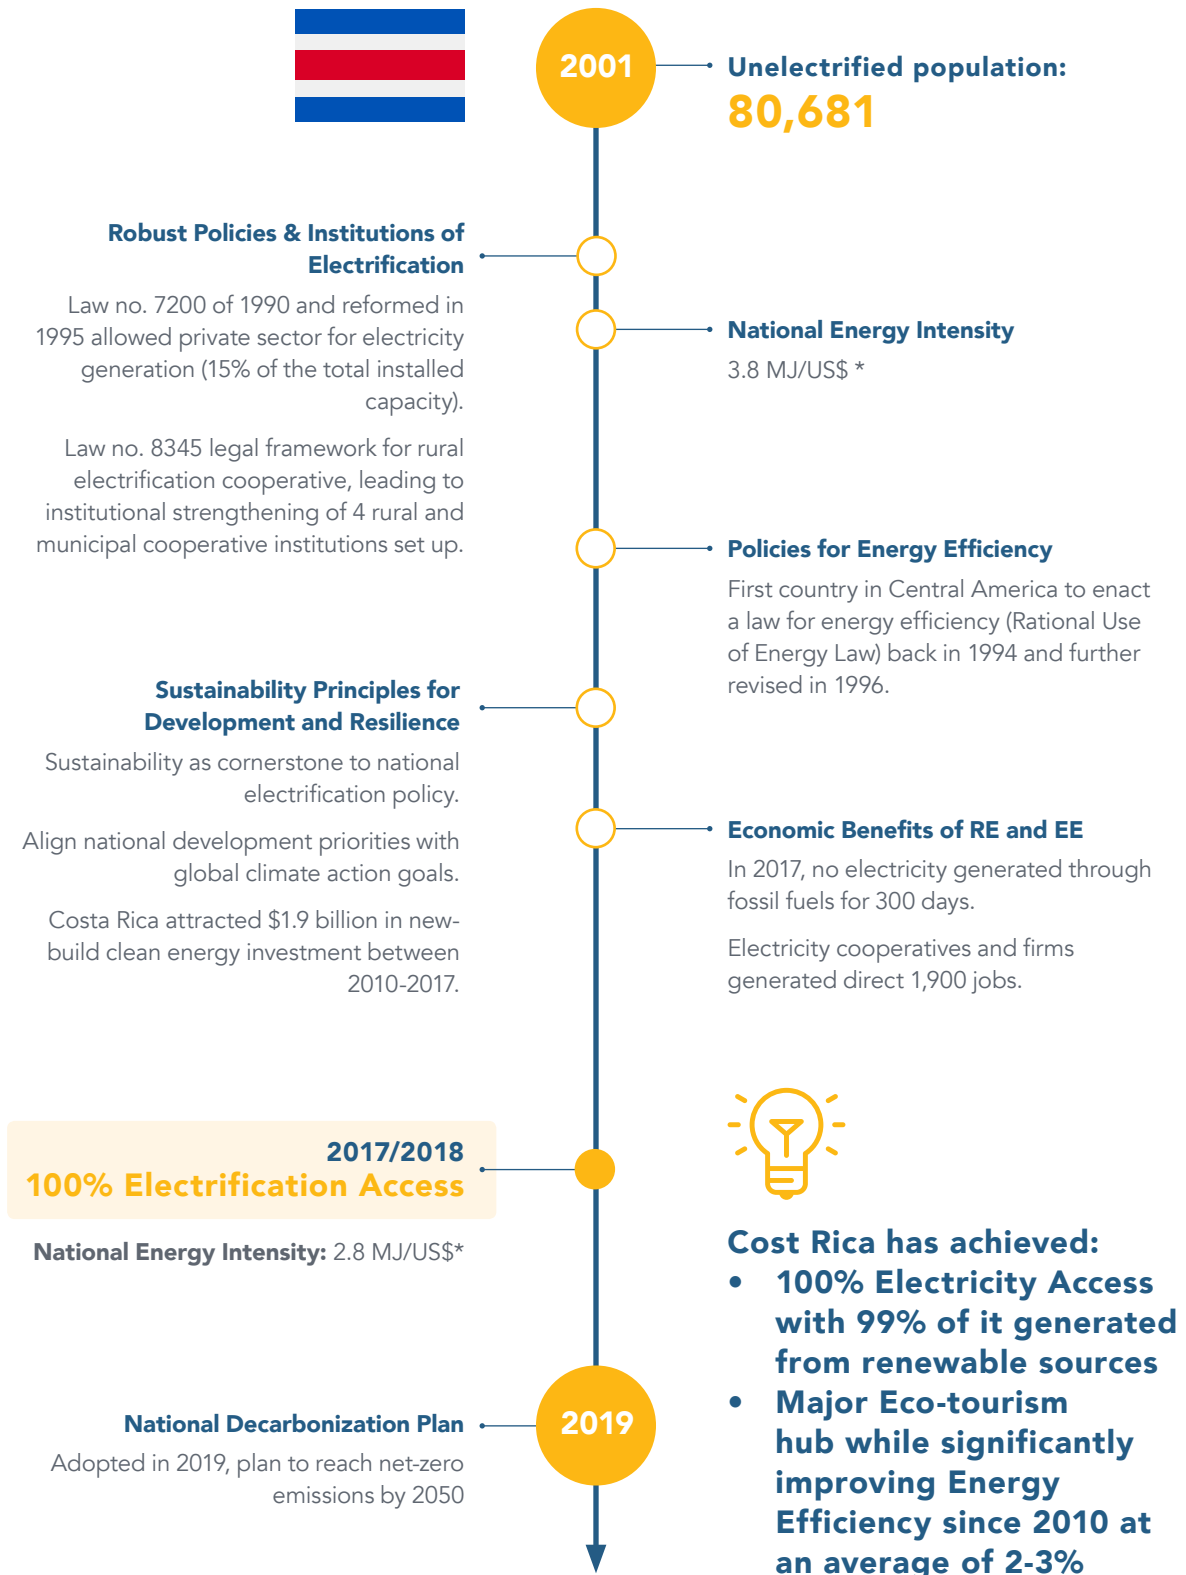 2001
Unelectrified population:
80,681
Robust Policies & Institutions of
Electrification
Law no. 7200 of 1990 and reformed in
1995 allowed private sector for electricity
generation (15% of the total installed
capacity).
Law no. 8345 legal framework for rural
electrification cooperative, leading to
institutional strengthening of 4 rural and
municipal cooperative institutions set up.
National Energy Intensity
3.8 MJ/US$ *
Policies for Energy Efficiency
First country in Central America to enact
a law for energy efficiency (Rational Use
of Energy Law) back in 1994 and further
revised in 1996.
Sustainability Principles for
Development and Resilience
Sustainability as cornerstone to national
electrification policy.
Align national development priorities with
global climate action goals.
Costa Rica attracted $1.9 billion in new-
build clean energy investment between
2010-2017.
Economic Benefits of RE and EE
In 2017, no electricity generated through
fossil fuels for 300 days.
Electricity cooperatives and firms
generated direct 1,900 jobs.
2017/2018
100% Electrification Access
National Energy Intensity: 2.8 MJ/US$*
Cost Rica has achieved:
• 100% Electricity Access
with 99% of it generated
from renewable sources
• Major Eco-tourism
hub while significantly
improving Energy
Efficiency since 2010 at
an average of 2-3%
2019
National Decarbonization Plan
Adopted in 2019, plan to reach net-zero
emissions by 2050